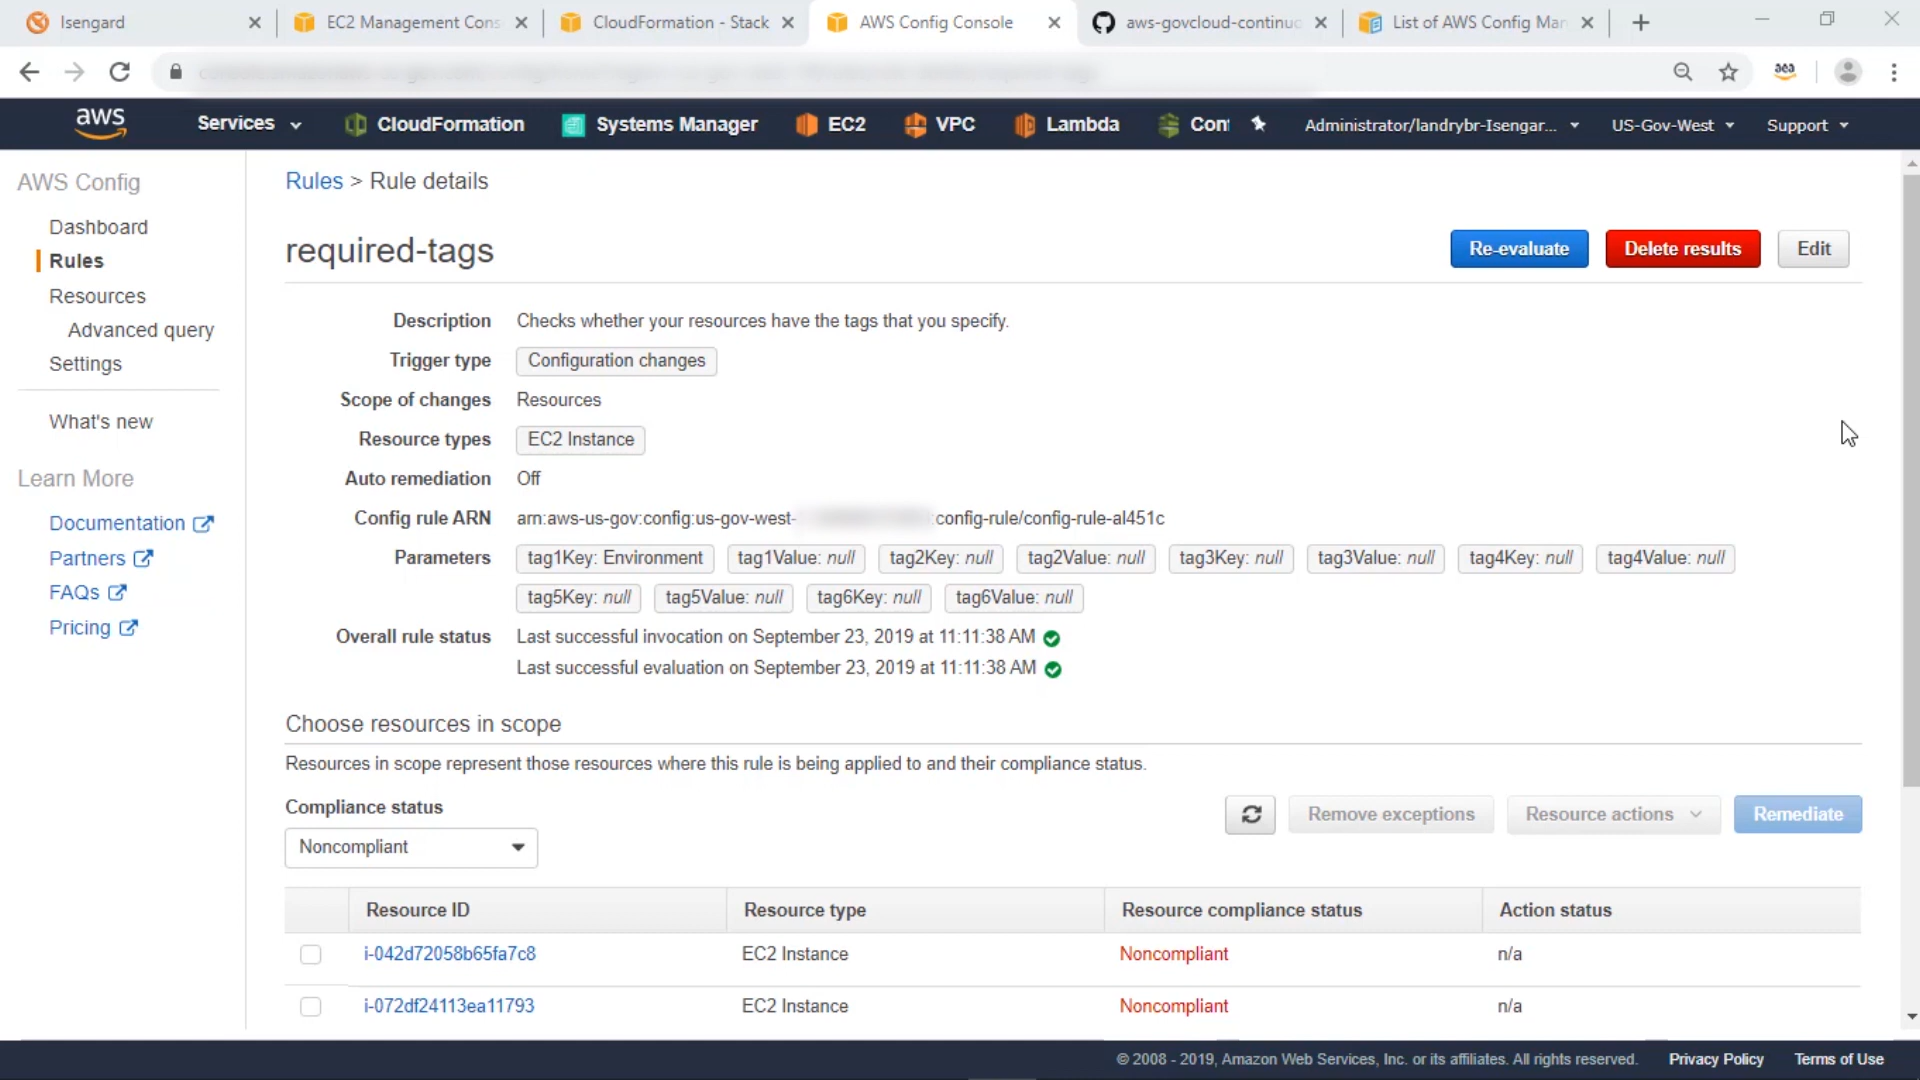 Isengard
EC2 Management Cons
CloudFormation - Stack
AWS Config Console
aws-govcloud-continuo
List of AWS Config Man
aws
Services
CloudFormation
Systems Manager
EC2
VPC
Lambda
Con
Administrator/landrybr-Isengar...
US-Gov-West
Support
AWS Config
Dashboard
Rules
Resources
Advanced query
Settings
What's new
Learn More
Documentation
Partners
FAQs
Pricing
Rules > Rule details
required-tags
Re-evaluate
Delete results
Edit
Description Checks whether your resources have the tags that you specify.
Trigger type Configuration changes
Scope of changes Resources
Resource types EC2 Instance
Auto remediation Off
Config rule ARN arn:aws-us-gov:config:us-gov-west- :config-rule/config-rule-al451c
Parameters tag1Key: Environment tag1Value: null tag2Key: null tag2Value: null tag3Key: null tag3Value: null tag4Key: null tag4Value: null
tag5Key: null tag5Value: null tag6Key: null tag6Value: null
Overall rule status Last successful invocation on September 23, 2019 at 11:11:38 AM
Last successful evaluation on September 23, 2019 at 11:11:38 AM
Choose resources in scope
Resources in scope represent those resources where this rule is being applied to and their compliance status.
Compliance status
Noncompliant
Remove exceptions
Resource actions
Remediate
Resource ID Resource type Resource compliance status Action status
i-042d72058b65fa7c8 EC2 Instance Noncompliant n/a
i-072df24113ea11793 EC2 Instance Noncompliant n/a
© 2008 - 2019, Amazon Web Services, Inc. or its affiliates. All rights reserved. Privacy Policy Terms of Use